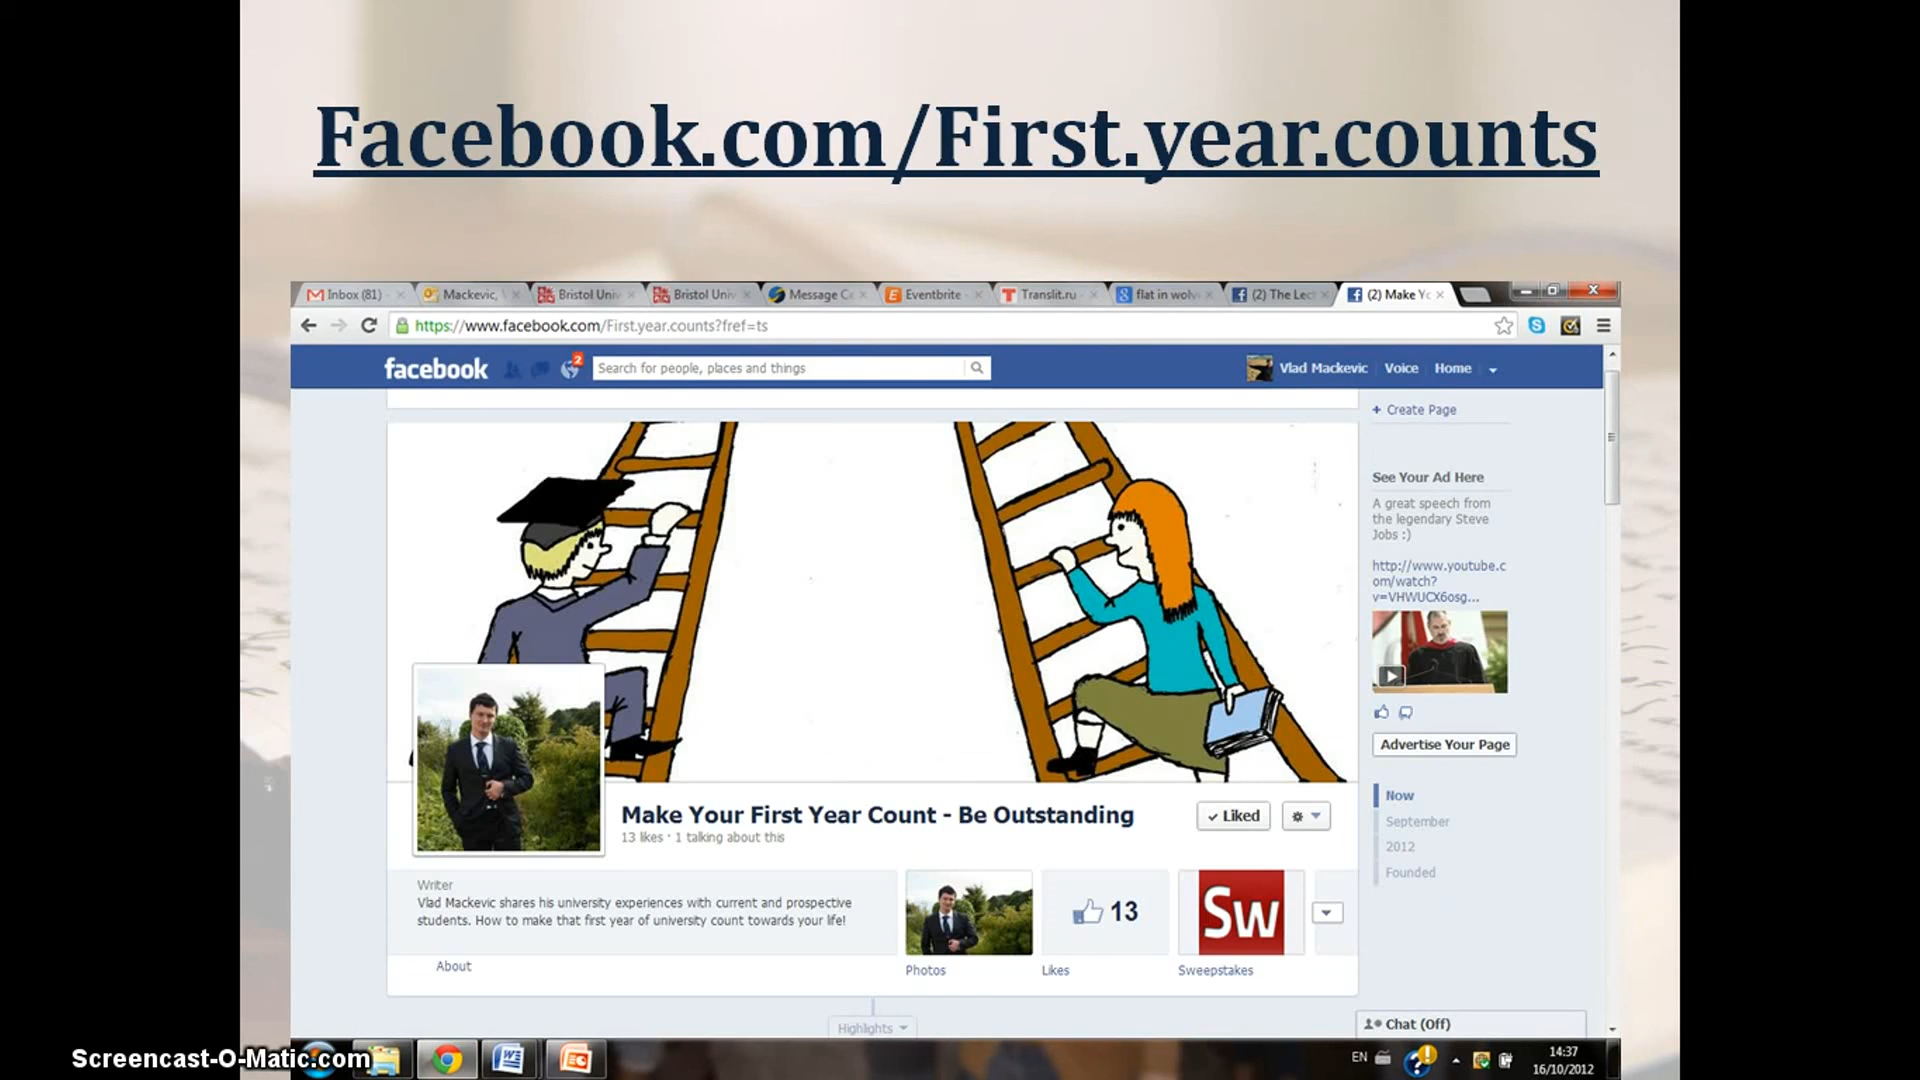 Facebook.com/First.year.counts
Inbox (81)
Mackevic,
Bristol Univ
Bristol Univ
Message Ce
Eventbrite
Translit.ru
flat in wolv
(2) The Lect
(2) Make Yo
https://www.facebook.com/First.year.counts?fref=ts
facebook
2
Search for people, places and things
Vlad Mackevic
Voice
Home
+ Create Page
See Your Ad Here
A great speech from
the legendary Steve
Jobs :)
http://www.youtube.c
om/watch?
v=VHWUCX6osg...
Advertise Your Page
Now
September
2012
Founded
Make Your First Year Count - Be Outstanding
13 likes · 1 talking about this
Liked
Writer
Vlad Mackevic shares his university experiences with current and prospective
students. How to make that first year of university count towards your life!
About
13
Sw
Photos
Likes
Sweepstakes
Highlights
Chat (Off)
Screencast-O-Matic.com
EN
14:37
16/10/2012